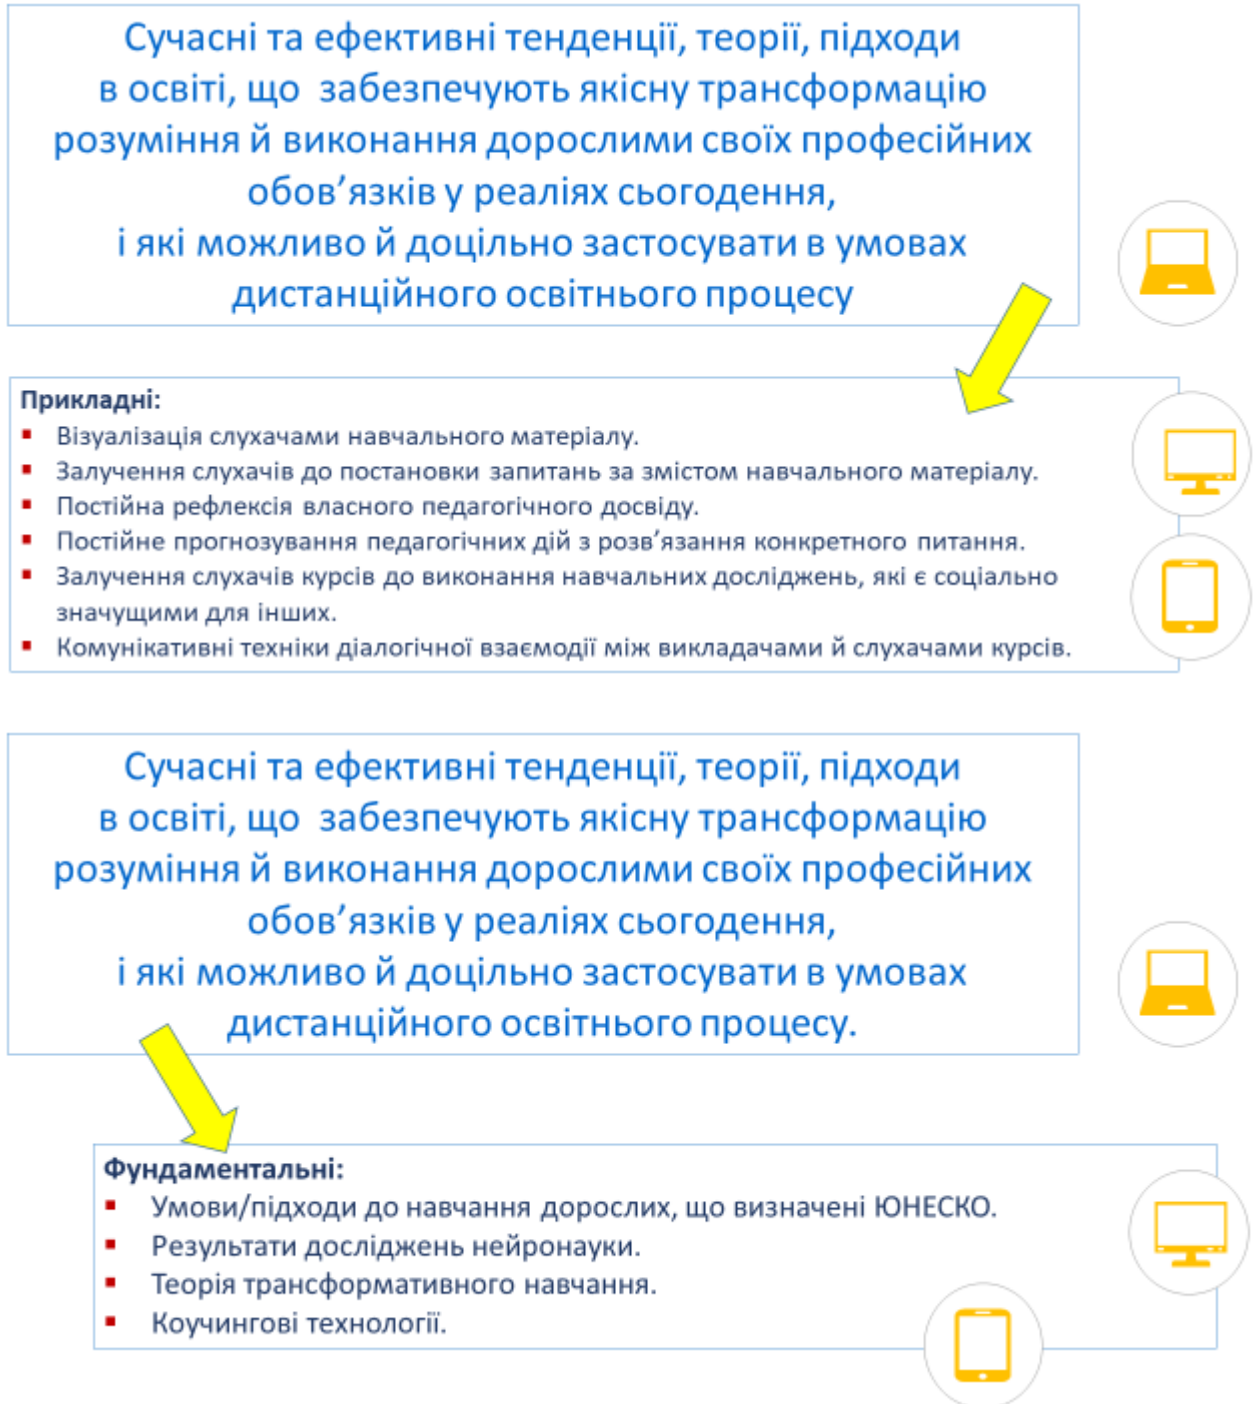 Сучасні та ефективні тенденції, теорії, підходи
в освіті, що забезпечують якісну трансформацію
розуміння й виконання дорослими своїх професійних
обов’язків у реаліях сьогодення,
і які можливо й доцільно застосувати в умовах
дистанційного освітнього процесу
Прикладні:
▪ Візуалізація слухачами навчального матеріалу.
▪ Залучення слухачів до постановки запитань за змістом навчального матеріалу.
▪ Постійна рефлексія власного педагогічного досвіду.
▪ Постійне прогнозування педагогічних дій з розв’язання конкретного питання.
▪ Залучення слухачів курсів до виконання навчальних досліджень, які є соціально
значущими для інших.
▪ Комунікативні техніки діалогічної взаємодії між викладачами й слухачами курсів.
Сучасні та ефективні тенденції, теорії, підходи
в освіті, що забезпечують якісну трансформацію
розуміння й виконання дорослими своїх професійних
обов’язків у реаліях сьогодення,
і які можливо й доцільно застосувати в умовах
дистанційного освітнього процесу.
Фундаментальні:
▪ Умови/підходи до навчання дорослих, що визначені ЮНЕСКО.
▪ Результати досліджень нейронауки.
▪ Теорія трансформативного навчання.
▪ Коучингові технології.